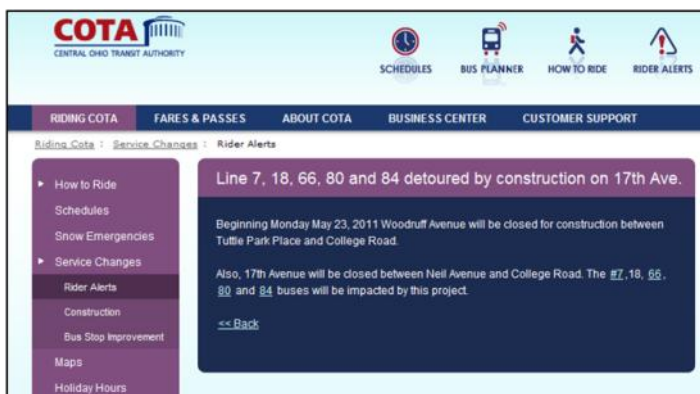 COTA
CENTRAL OHIO TRANSIT AUTHORITY
SCHEDULES BUS PLANNER HOW TO RIDE RIDER ALERTS
RIDING COTA FARES & PASSES ABOUT COTA BUSINESS CENTER CUSTOMER SUPPORT
Riding Cota : Service Changes : Rider Alerts
How to Ride
Schedules
Snow Emergencies
Service Changes
Rider Alerts
Construction
Bus Stop Improvement
Maps
Holiday Hours
Line 7, 18, 66, 80 and 84 detoured by construction on 17th Ave.
Beginning Monday May 23, 2011 Woodruff Avenue will be closed for construction between
Tuttle Park Place and College Road.
Also, 17th Avenue will be closed between Neil Avenue and College Road. The #7,18, 66,
80 and 84 buses will be impacted by this project.
<< Back